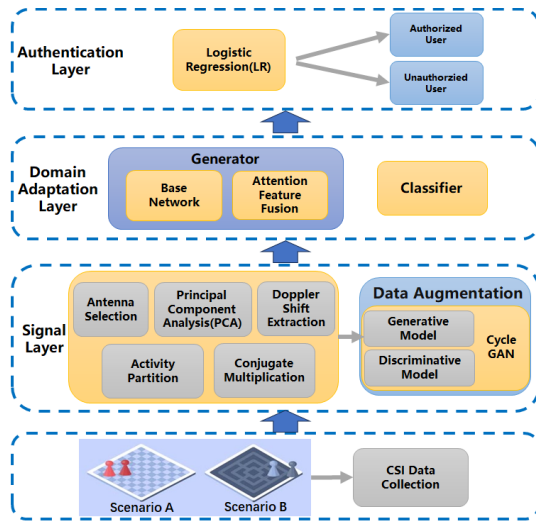 Authentication
Layer
Logistic
Regression(LR)
Authorized
User
Unauthorzied
User
Domain
Adaptation
Layer
Generator
Base
Network
Attention
Feature
Fusion
Classifier
Signal
Layer
Antenna
Selection
Principal
Component
Analysis(PCA)
Doppler
Shift
Extraction
Activity
Partition
Conjugate
Multiplication
Data Augmentation
Generative
Model
Discriminative
Model
Cycle
GAN
Scenario A
Scenario B
CSI Data
Collection